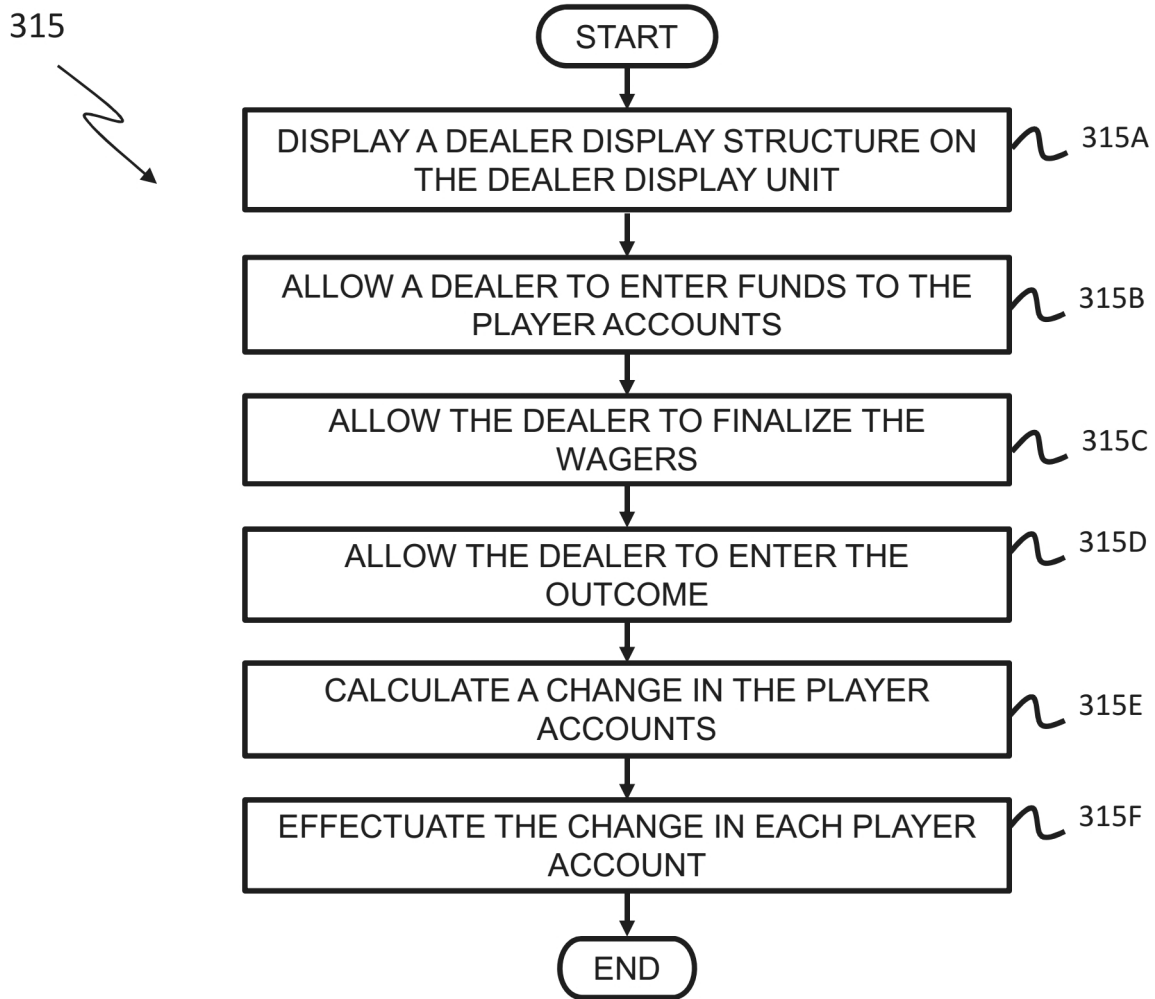 315
START
DISPLAY A DEALER DISPLAY STRUCTURE ON
THE DEALER DISPLAY UNIT
315A
ALLOW A DEALER TO ENTER FUNDS TO THE
PLAYER ACCOUNTS
315B
ALLOW THE DEALER TO FINALIZE THE
WAGERS
315C
ALLOW THE DEALER TO ENTER THE
OUTCOME
315D
CALCULATE A CHANGE IN THE PLAYER
ACCOUNTS
315E
EFFECTUATE THE CHANGE IN EACH PLAYER
ACCOUNT
315F
END